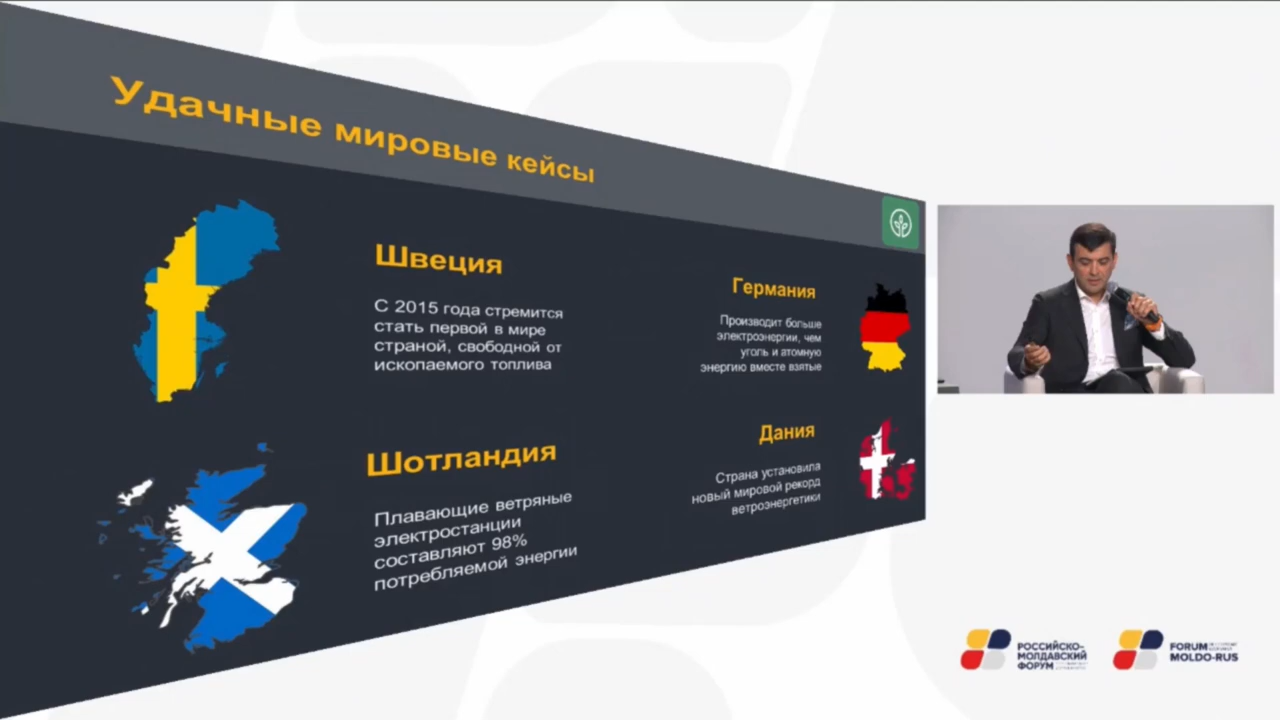 Удачные мировые кейсы
Швеция
С 2015 года стремится
стать первой в мире
страной, свободной от
ископаемого топлива
Германия
Производит больше
электроэнергии, чем
уголь и атомную
энергию вместе взятые
Шотландия
Плавающие ветряные
электростанции
составляют 98%
потребляемой энергии
Дания
Страна установила
новый мировой рекорд
ветроэнергетики
РОССИЙСКО-
МОЛДАВСКИЙ
ФОРУМ
FORUM
MOLDO-RUS